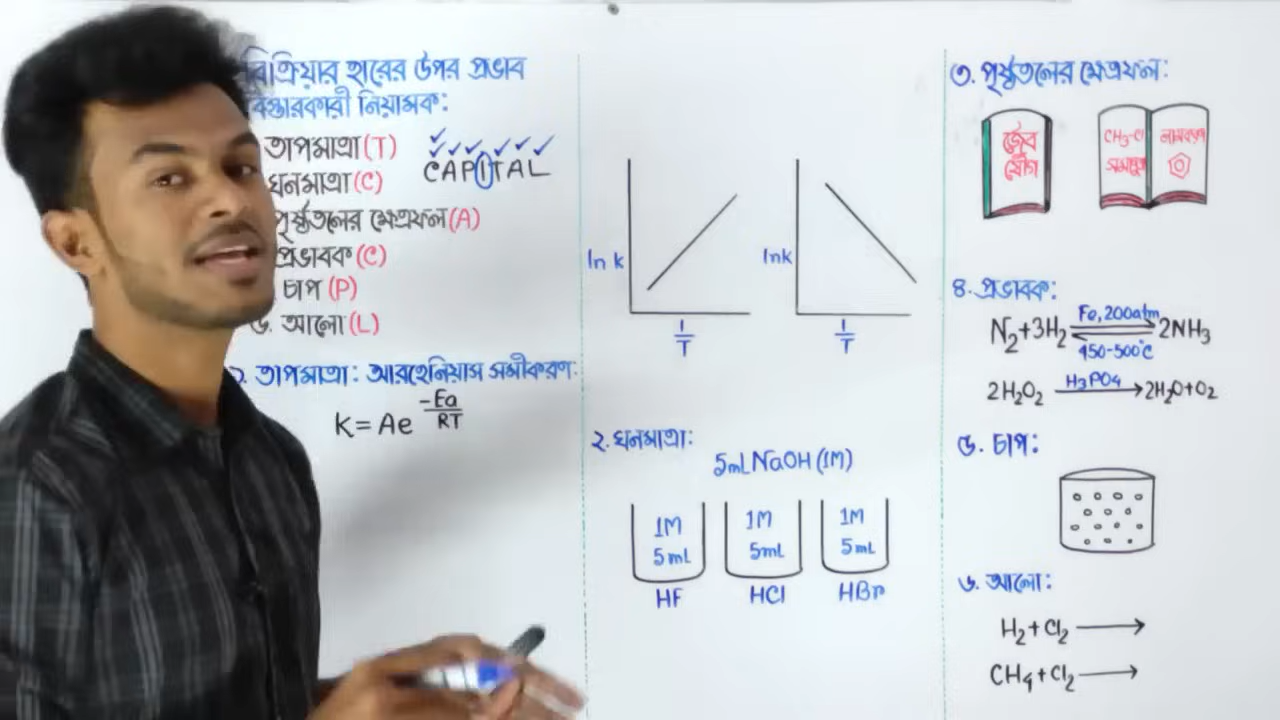 বিক্রিয়ার হারের উপর প্রভাব
বিস্তারকারী নিয়ামক:
তাপমাত্রা (T)
CAPITAL
ঘনমাত্রা (C)
পৃষ্ঠতলের ক্ষেত্রফল (A)
প্রভাবক (C)
চাপ (P)
৬. আলো (L)
১. তাপমাত্রা: আরহেনিয়াস সমীকরণ:
K = Ae^(-Ea/RT)
ln k
1/T
lnk
1/T
২. ঘনমাত্রা:
5mL NaOH (1M)
1M 1M 1M
5mL 5mL 5mL
HF HCl HBr
৩. পৃষ্ঠতলের ক্ষেত্রফল:
জৈব
যৌগ
CH3-Cl
নামকরণ
৪. প্রভাবক:
Fe, 200atm
N2+3H2 ⇌ 2NH3
450-500°C
H3PO4
2H2O2 → 2H2O+O2
৫. চাপ:
৬. আলো:
H2+Cl2 →
CH4+Cl2 →